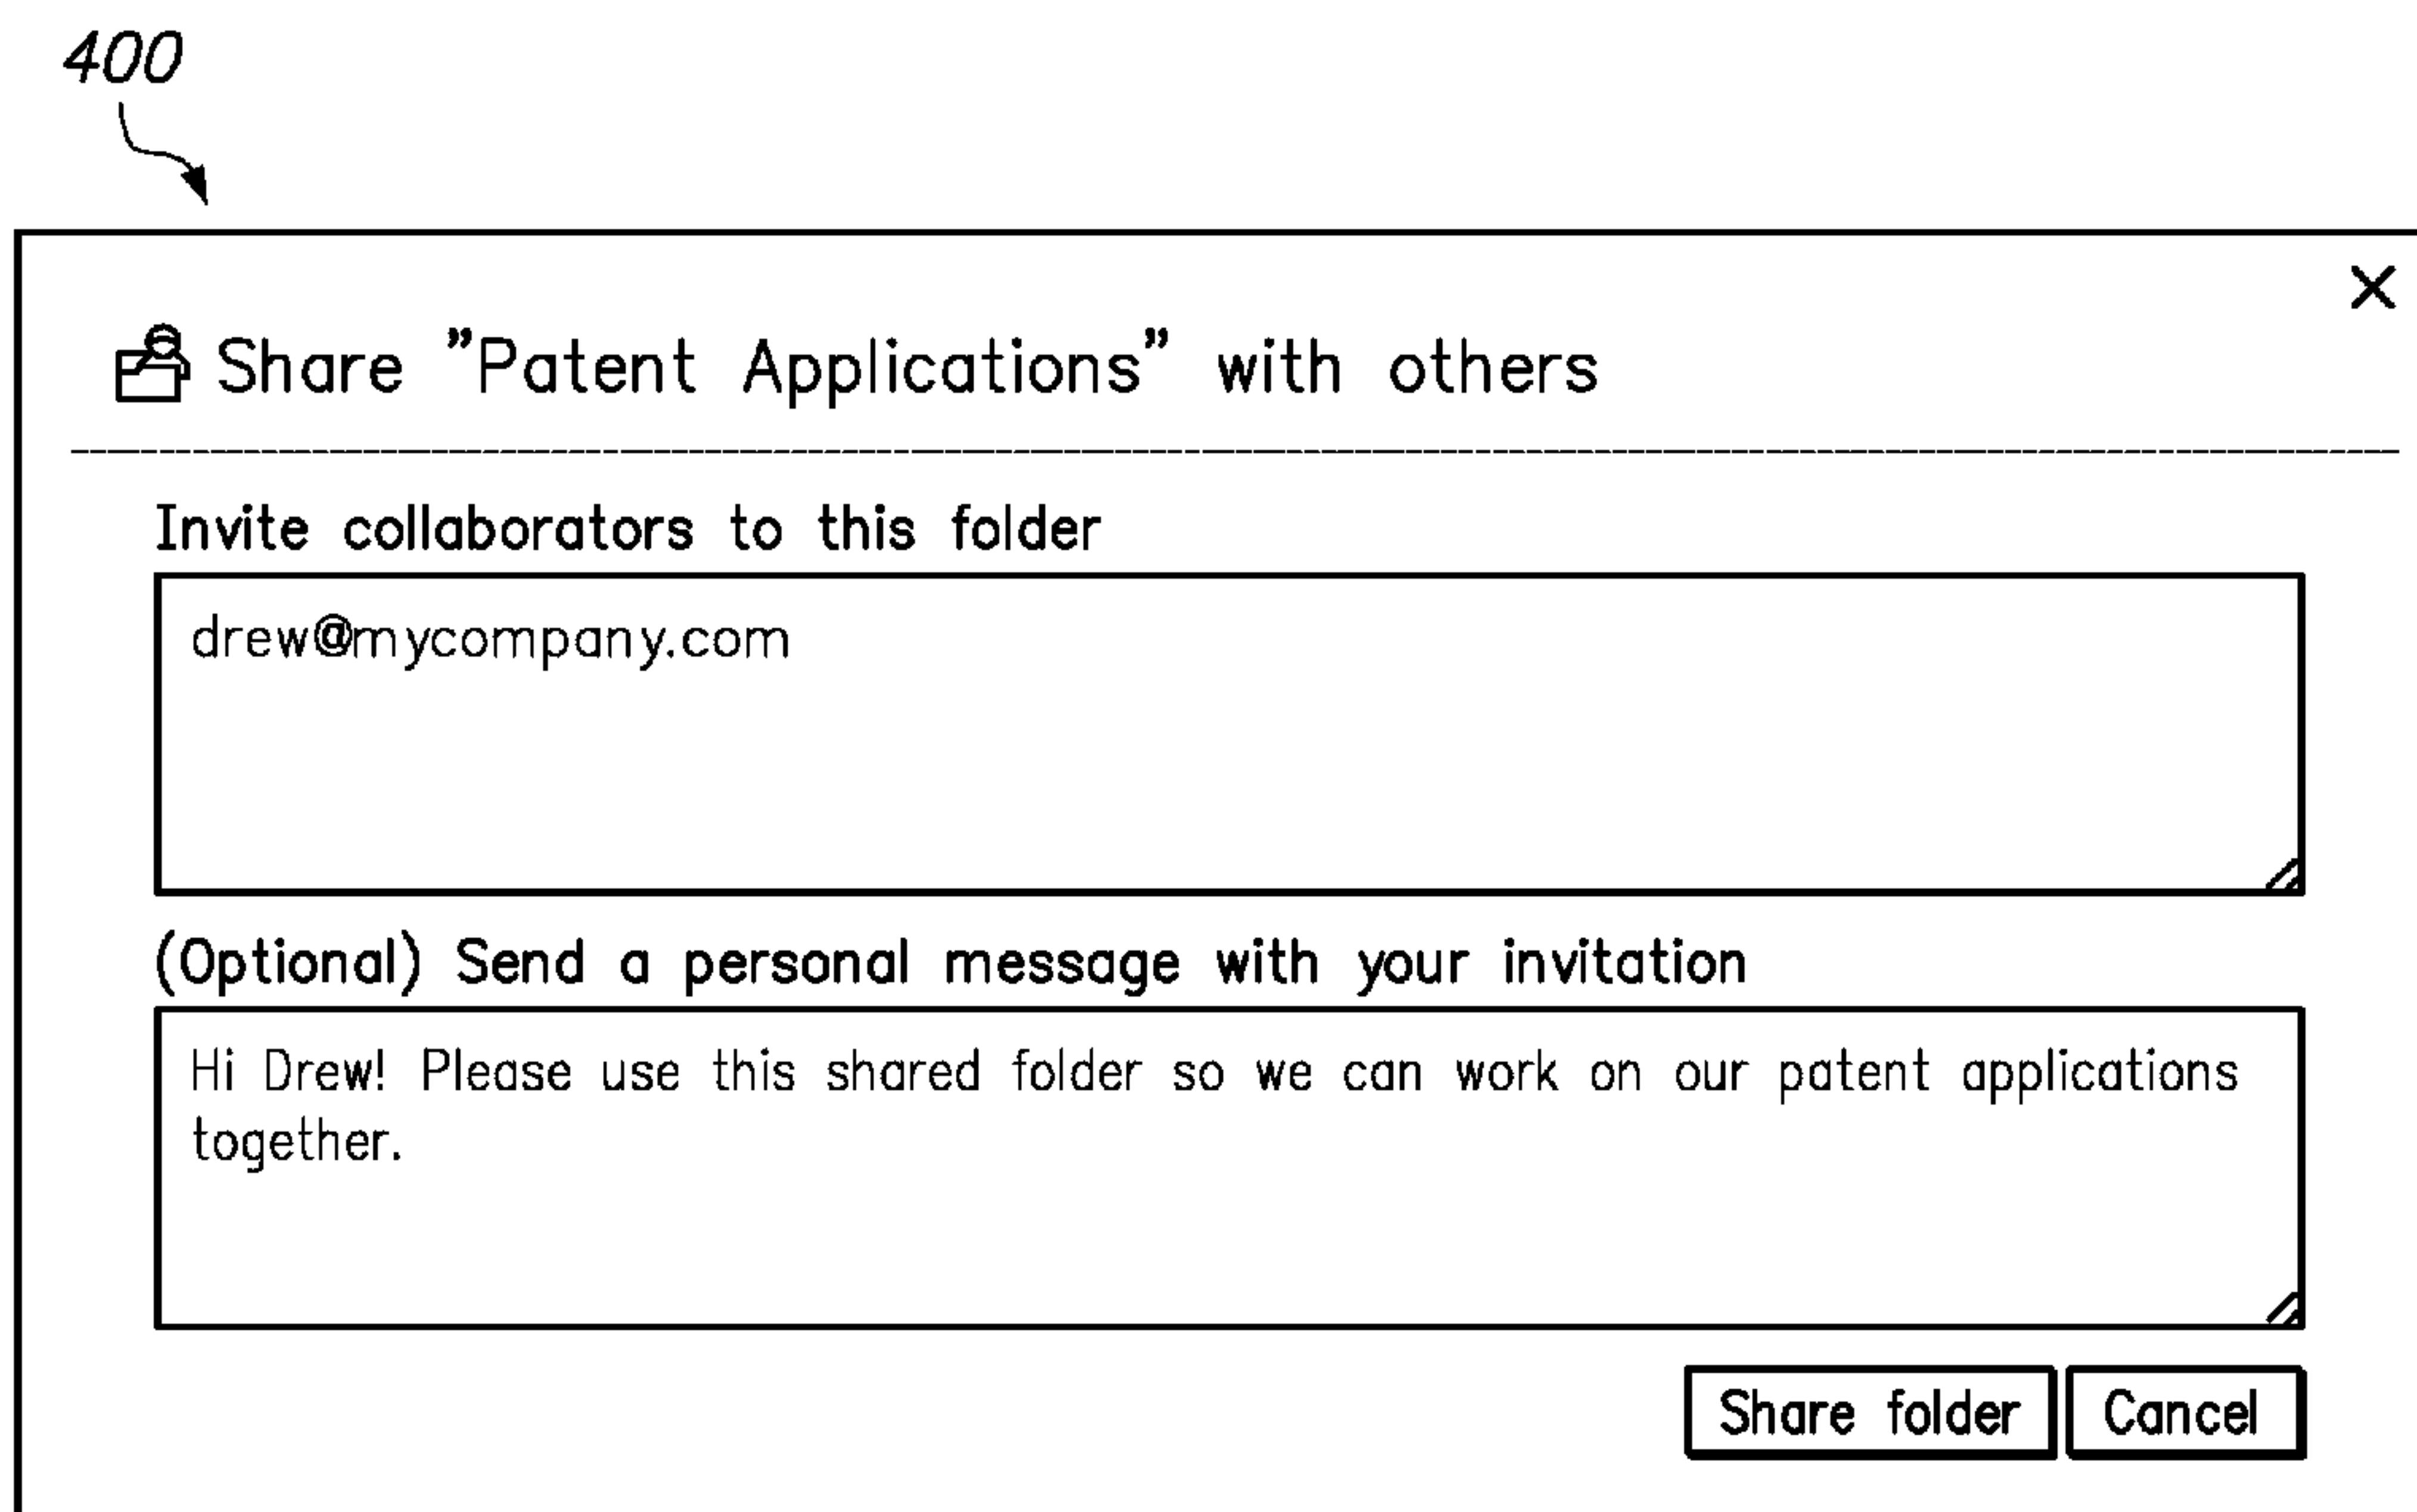 400
×
Share ”Patent Applications” with others
Invite collaborators to this folder
drew@mycompany.com
(Optional) Send a personal message with your invitation
Hi Drew! Please use this shared folder so we can work on our patent applications
together.
Share folder Cancel